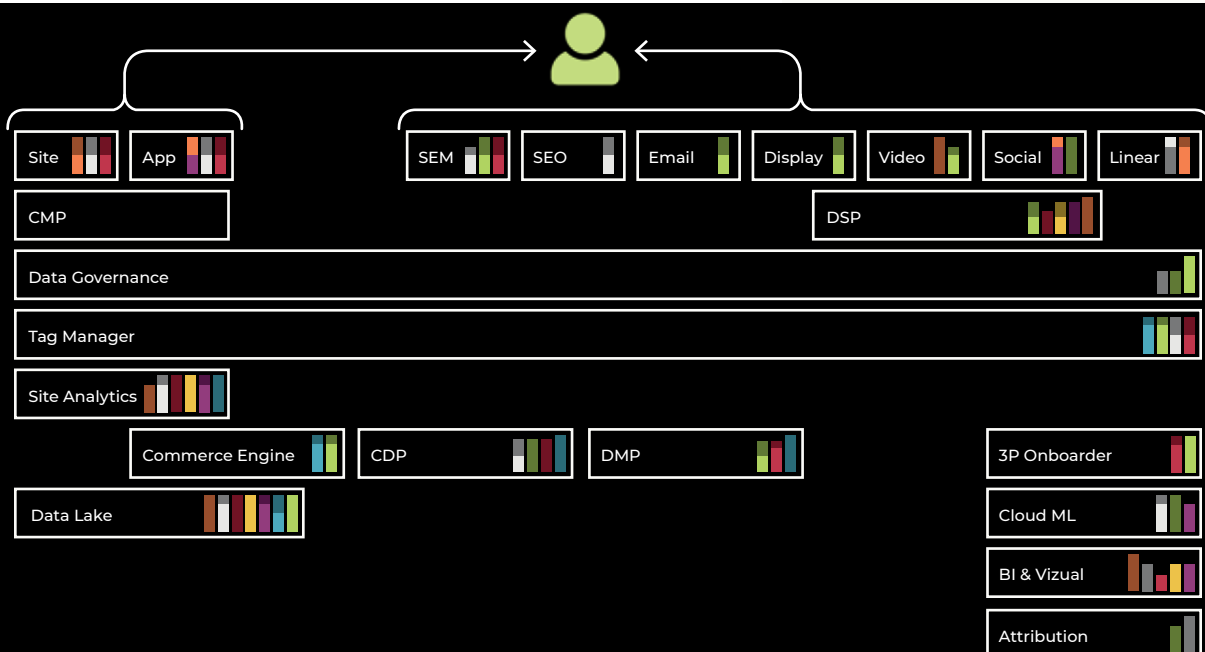 Site
App
SEM
SEO
Email
Display
Video
Social
Linear
CMP
DSP
Data Governance
Tag Manager
Site Analytics
Commerce Engine
CDP
DMP
3P Onboarder
Data Lake
Cloud ML
BI & Vizual
Attribution